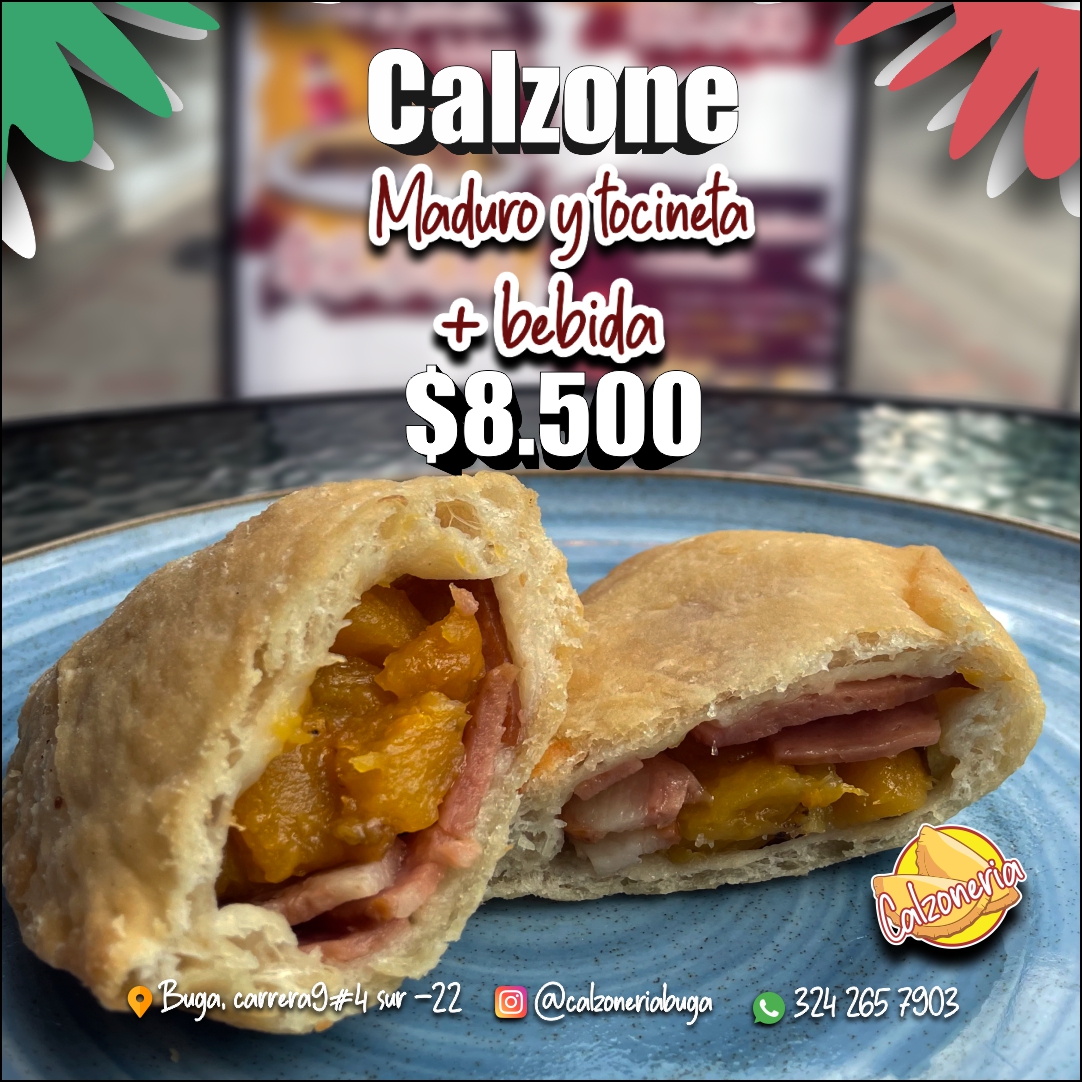 Calzone
Maduro y tocineta
+ bebida
$8.500
Calzoneria
Buga, carrera9#4 sur -22
@calzoneriabuga
324 265 7903